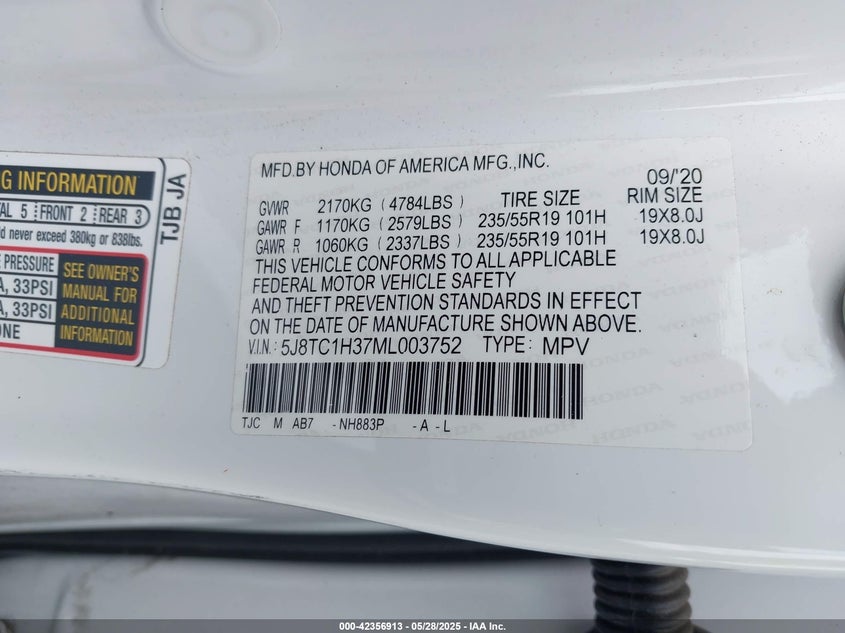 G INFORMATION
TAL 5 FRONT 2 REAR 3
ld never exceed 380kg or 838lbs.
E PRESSURE
A, 33PSI
A, 33PSI
ONE
SEE OWNER'S
MANUAL FOR
ADDITIONAL
INFORMATION
TJB JA
MFD.BY HONDA OF AMERICA MFG.,INC.
09/'20
GVWR 2170KG (4784LBS) TIRE SIZE RIM SIZE
GAWR F 1170KG (2579LBS) 235/55R19 101H 19X8.0J
GAWR R 1060KG (2337LBS) 235/55R19 101H 19X8.0J
THIS VEHICLE CONFORMS TO ALL APPLICABLE
FEDERAL MOTOR VEHICLE SAFETY
AND THEFT PREVENTION STANDARDS IN EFFECT
ON THE DATE OF MANUFACTURE SHOWN ABOVE.
V.I.N.: 5J8TC1H37ML003752 TYPE: MPV
TJC M AB7 -NH883P -A-L
000-42356913 - 05/28/2025 - IAA Inc.